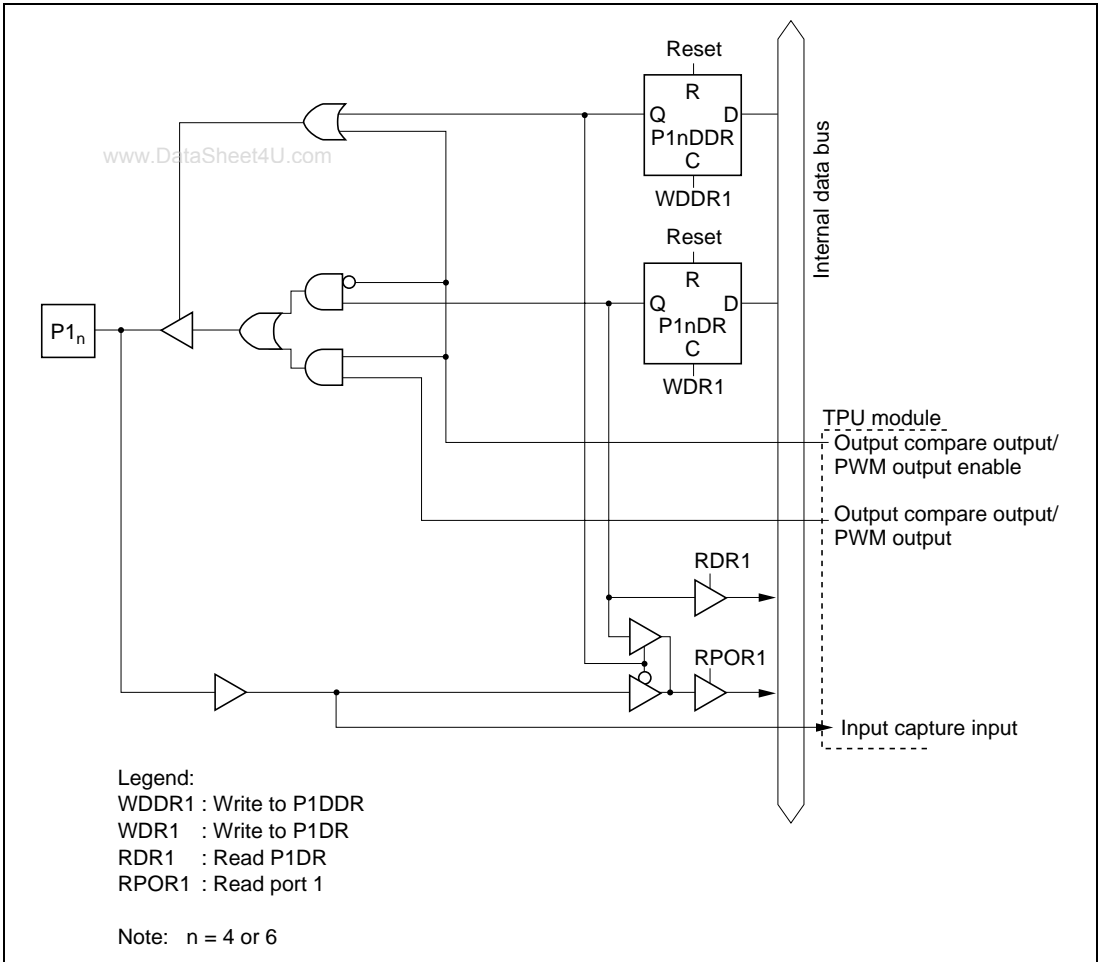 Reset
R
Q D
P1nDDR
C
WDDR1
www.DataSheet4U.com
Internal data bus
Reset
R
Q D
P1nDR
C
WDR1
P1n
TPU module
Output compare output/
PWM output enable
Output compare output/
PWM output
RDR1
RPOR1
Input capture input
Legend:
WDDR1 : Write to P1DDR
WDR1 : Write to P1DR
RDR1 : Read P1DR
RPOR1 : Read port 1
Note: n = 4 or 6